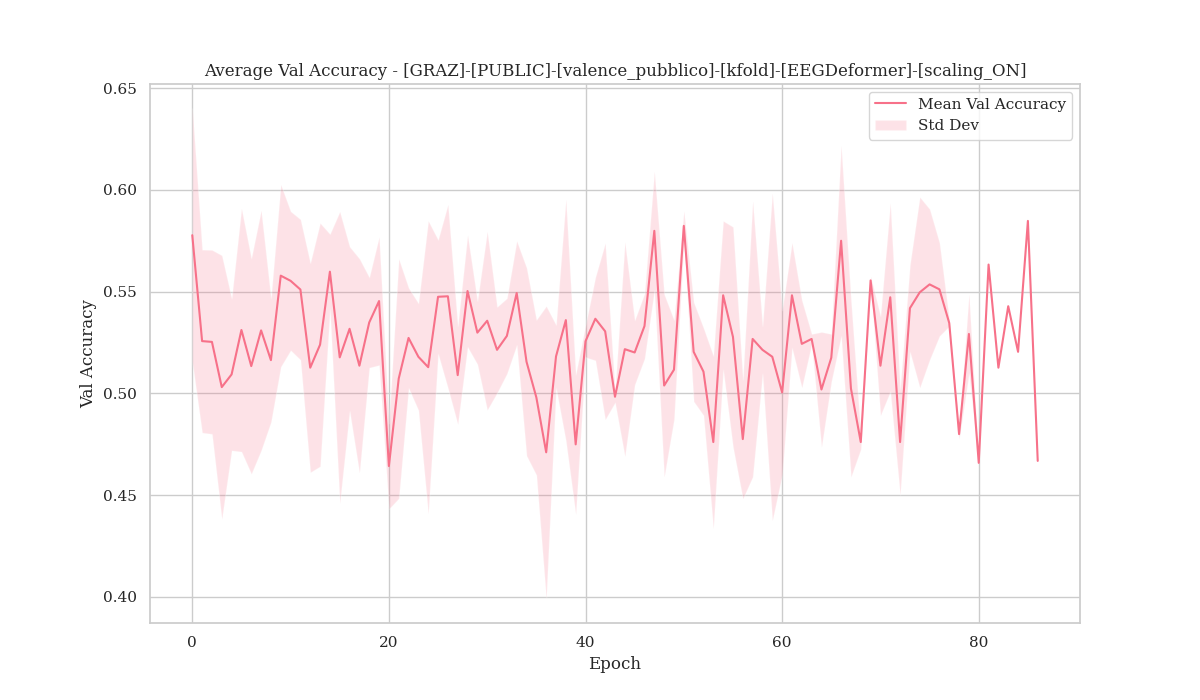 Average Val Accuracy - [GRAZ]-[PUBLIC]-[valence_pubblico]-[kfold]-[EEGDeformer]-[scaling_ON]
Mean Val Accuracy
Std Dev
Val Accuracy
0.65
0.60
0.55
0.50
0.45
0.40
0 20 40 60 80
Epoch